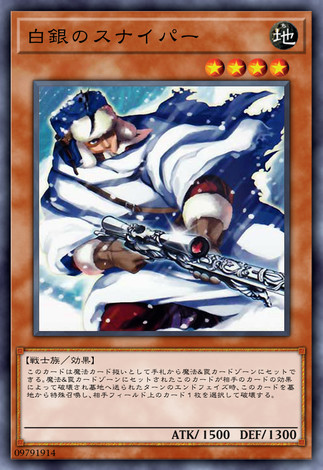 白銀のスナイパー
地
【戦士族／効果】
このカードは魔法カード扱いとして手札から魔法&罠カードゾーンにセットで
きる。魔法&罠カードゾーンにセットされたこのカードが相手のカードの効果
によって破壊され墓地へ送られたターンのエンドフェイズ時、このカードを墓
地から特殊召喚し、相手フィールド上のカード１枚を選択して破壊する。
ATK/1500 DEF/1300
09791914